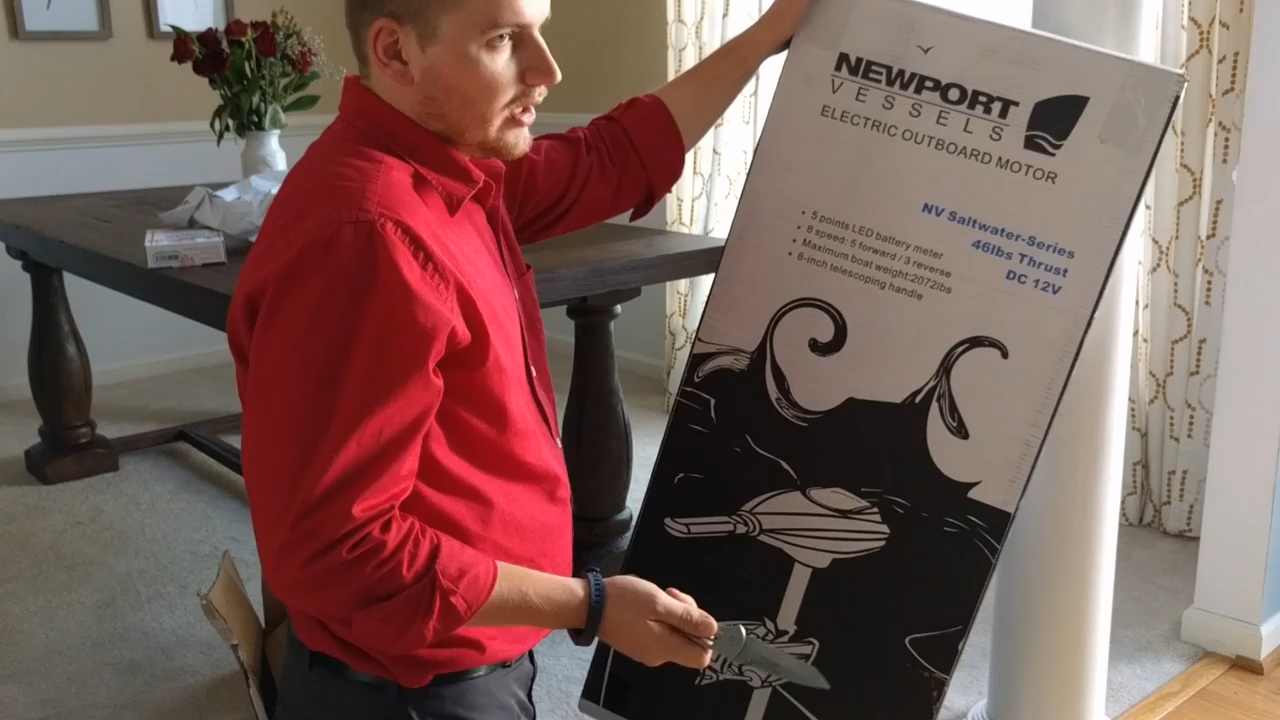 NEWPORT
VESSELS
ELECTRIC OUTBOARD MOTOR
NV Saltwater-Series
46lbs Thrust
DC 12V
• 5 points LED battery meter
• 8 speed: 5 forward / 3 reverse
• Maximum boat weight:2072lbs
• 6-inch telescoping handle